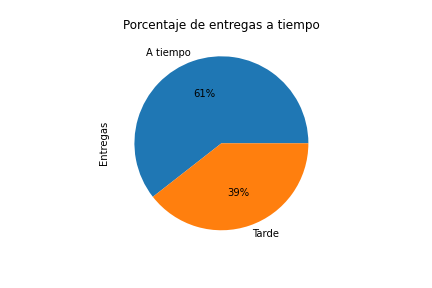 Porcentaje de entregas a tiempo
A tiempo
61%
Entregas
39%
Tarde